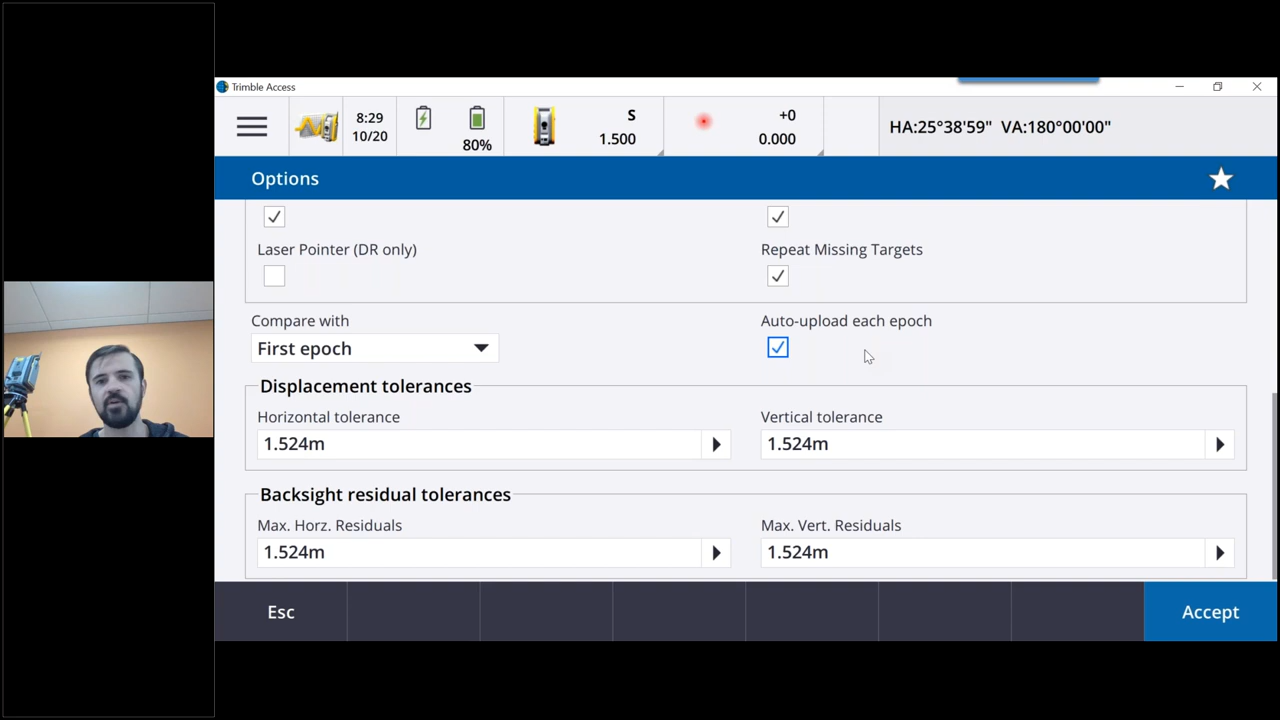 Trimble Access
8:29
10/20
80%
S
1.500
+0
0.000
HA:25°38'59" VA:180°00'00"
Options
Laser Pointer (DR only)
Repeat Missing Targets
Compare with
Auto-upload each epoch
First epoch
Displacement tolerances
Horizontal tolerance
Vertical tolerance
1.524m
1.524m
Backsight residual tolerances
Max. Horz. Residuals
Max. Vert. Residuals
1.524m
1.524m
Esc
Accept